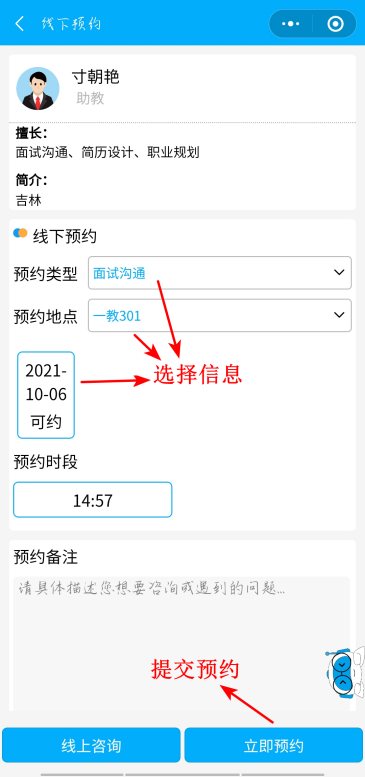 线下预约
寸朝艳
助教
擅长：
面试沟通、简历设计、职业规划
简介：
吉林
线下预约
预约类型 面试沟通
预约地点 一教301
选择信息
2021-
10-06
可约
预约时段
14:57
预约备注
请具体描述您想要咨询或遇到的问题...
提交预约
线上咨询 立即预约